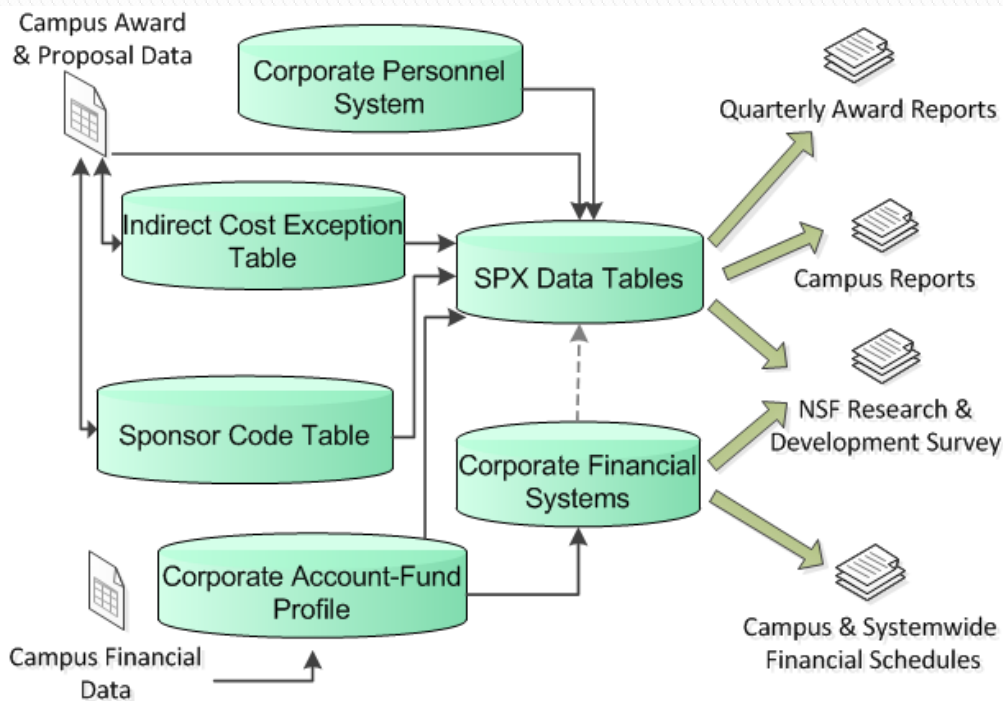 Campus Award
& Proposal Data
Corporate Personnel
System
Quarterly Award Reports
Indirect Cost Exception
Table
SPX Data Tables
Campus Reports
Sponsor Code Table
Corporate Financial
Systems
NSF Research &
Development Survey
Corporate Account-Fund
Profile
Campus Financial
Data
Campus & Systemwide
Financial Schedules